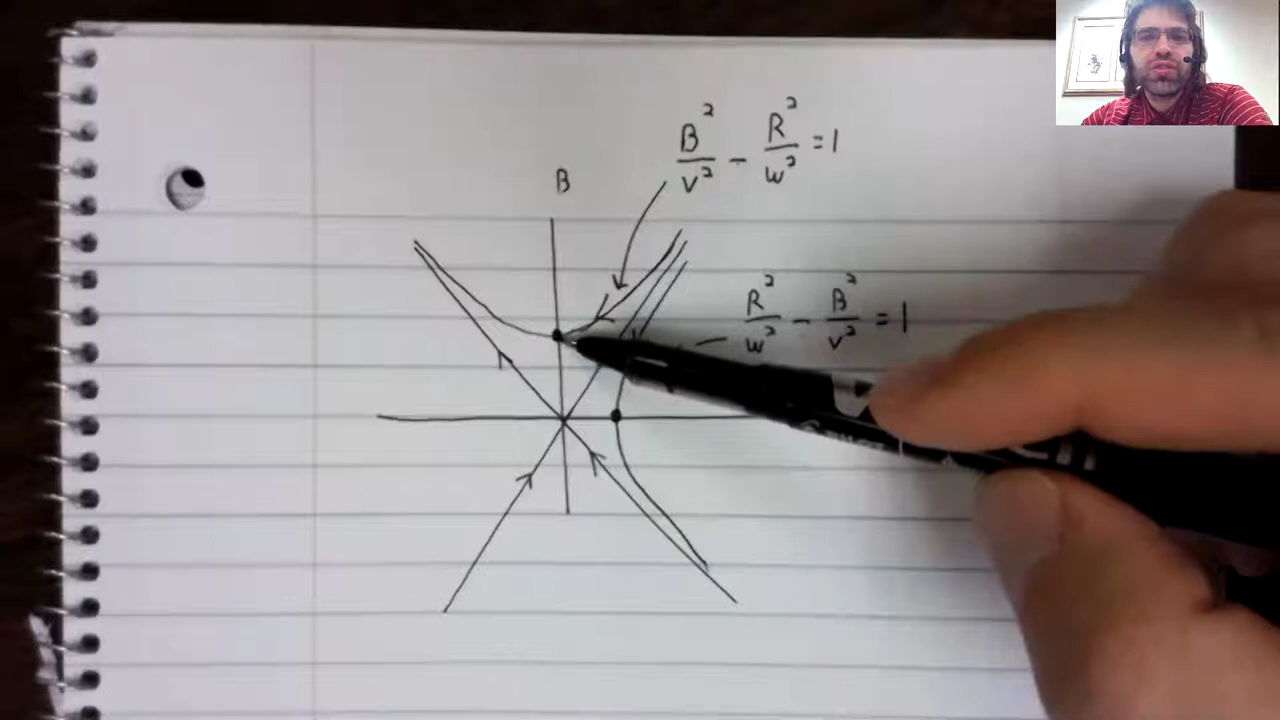 B²/v² - R²/w² = 1
B
R²/w² - B²/v² = 1